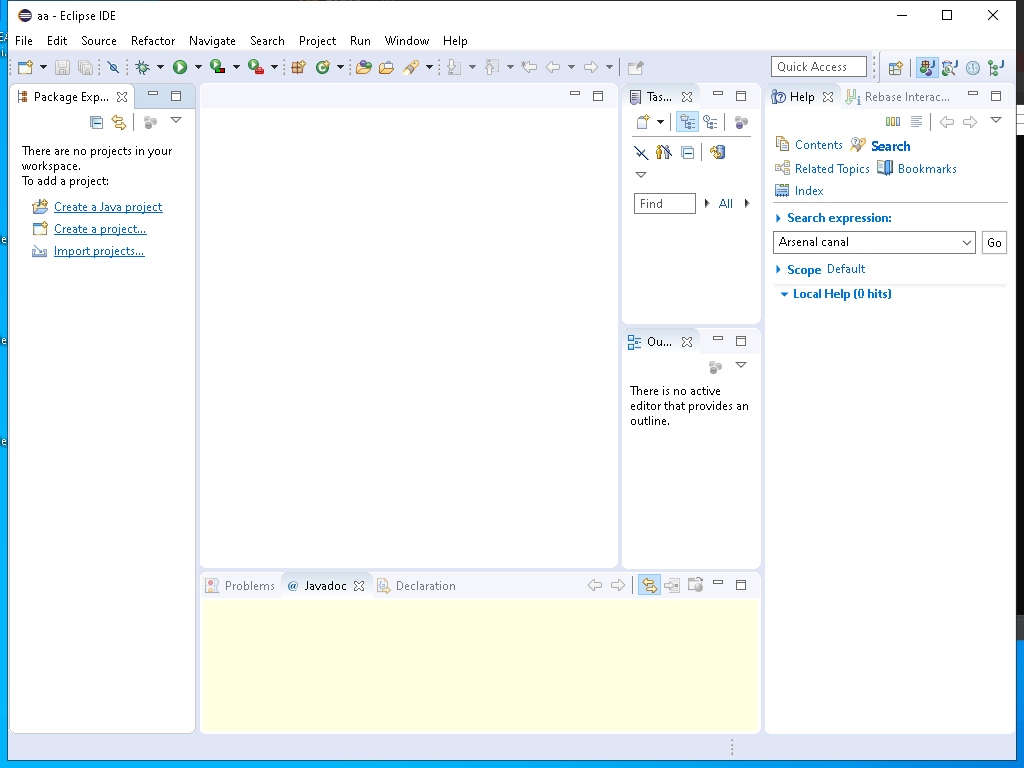 aa - Eclipse IDE
File Edit Source Refactor Navigate Search Project Run Window Help
Quick Access
Package Exp...
There are no projects in your
workspace.
To add a project:
Create a Java project
Create a project...
Import projects...
Tas...
Find
All
Ou...
There is no active
editor that provides an
outline.
Help
Rebase Interac...
Contents Search
Related Topics Bookmarks
Index
Search expression:
Arsenal canal
Go
Scope Default
Local Help (0 hits)
Problems @ Javadoc Declaration